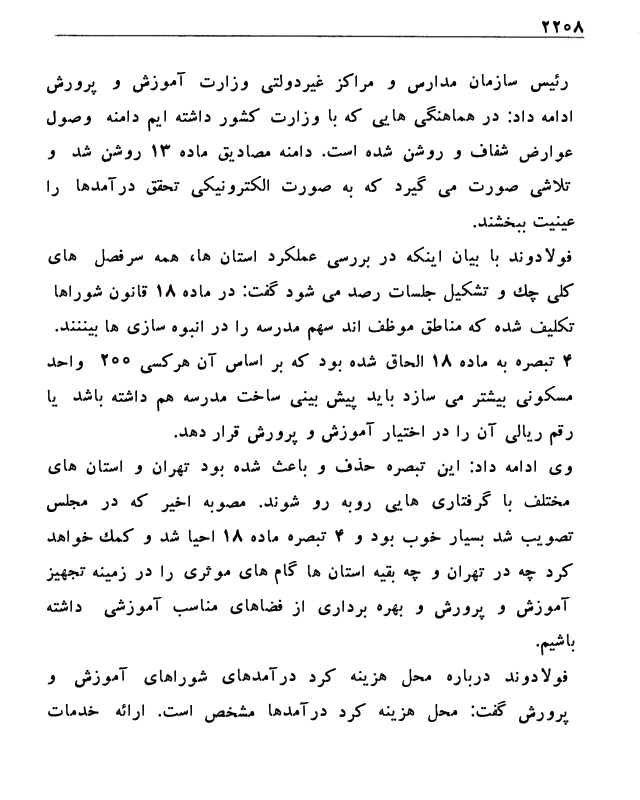 ۲۲۰۸
رئیس سازمان مدارس و مراکز غیردولتی وزارت آموزش و پرورش
ادامه داد: در هماهنگی هایی که با وزارت کشور داشته ایم دامنه وصول
عوارض شفاف و روشن شده است. دامنه مصادیق ماده ۱۳ روشن شد و
تلاشی صورت می گیرد که به صورت الکترونیکی تحقق درآمدها را
عینیت ببخشند.
فولادوند با بیان اینکه در بررسی عملکرد استان ها، همه سرفصل های
کلی چك و تشکیل جلسات رصد می شود گفت: در ماده ۱۸ قانون شوراها
تکلیف شده که مناطق موظف اند سهم مدرسه را در انبوه سازی ها ببینند.
۴ تبصره به ماده ۱۸ الحاق شده بود که بر اساس آن هرکسی ۲۰۰ واحد
مسکونی بیشتر می سازد باید پیش بینی ساخت مدرسه هم داشته باشد یا
رقم ریالی آن را در اختیار آموزش و پرورش قرار دهد.
وی ادامه داد: این تبصره حذف و باعث شده بود تهران و استان های
مختلف با گرفتاری هایی روبه رو شوند. مصوبه اخیر که در مجلس
تصویب شد بسیار خوب بود و ۴ تبصره ماده ۱۸ احیا شد و کمك خواهد
کرد چه در تهران و چه بقیه استان ها گام های موثری را در زمینه تجهیز
آموزش و پرورش و بهره برداری از فضاهای مناسب آموزشی داشته
باشیم.
فولادوند درباره محل هزینه کرد درآمدهای شوراهای آموزش و
پرورش گفت: محل هزینه کرد درآمدها مشخص است. ارائه خدمات